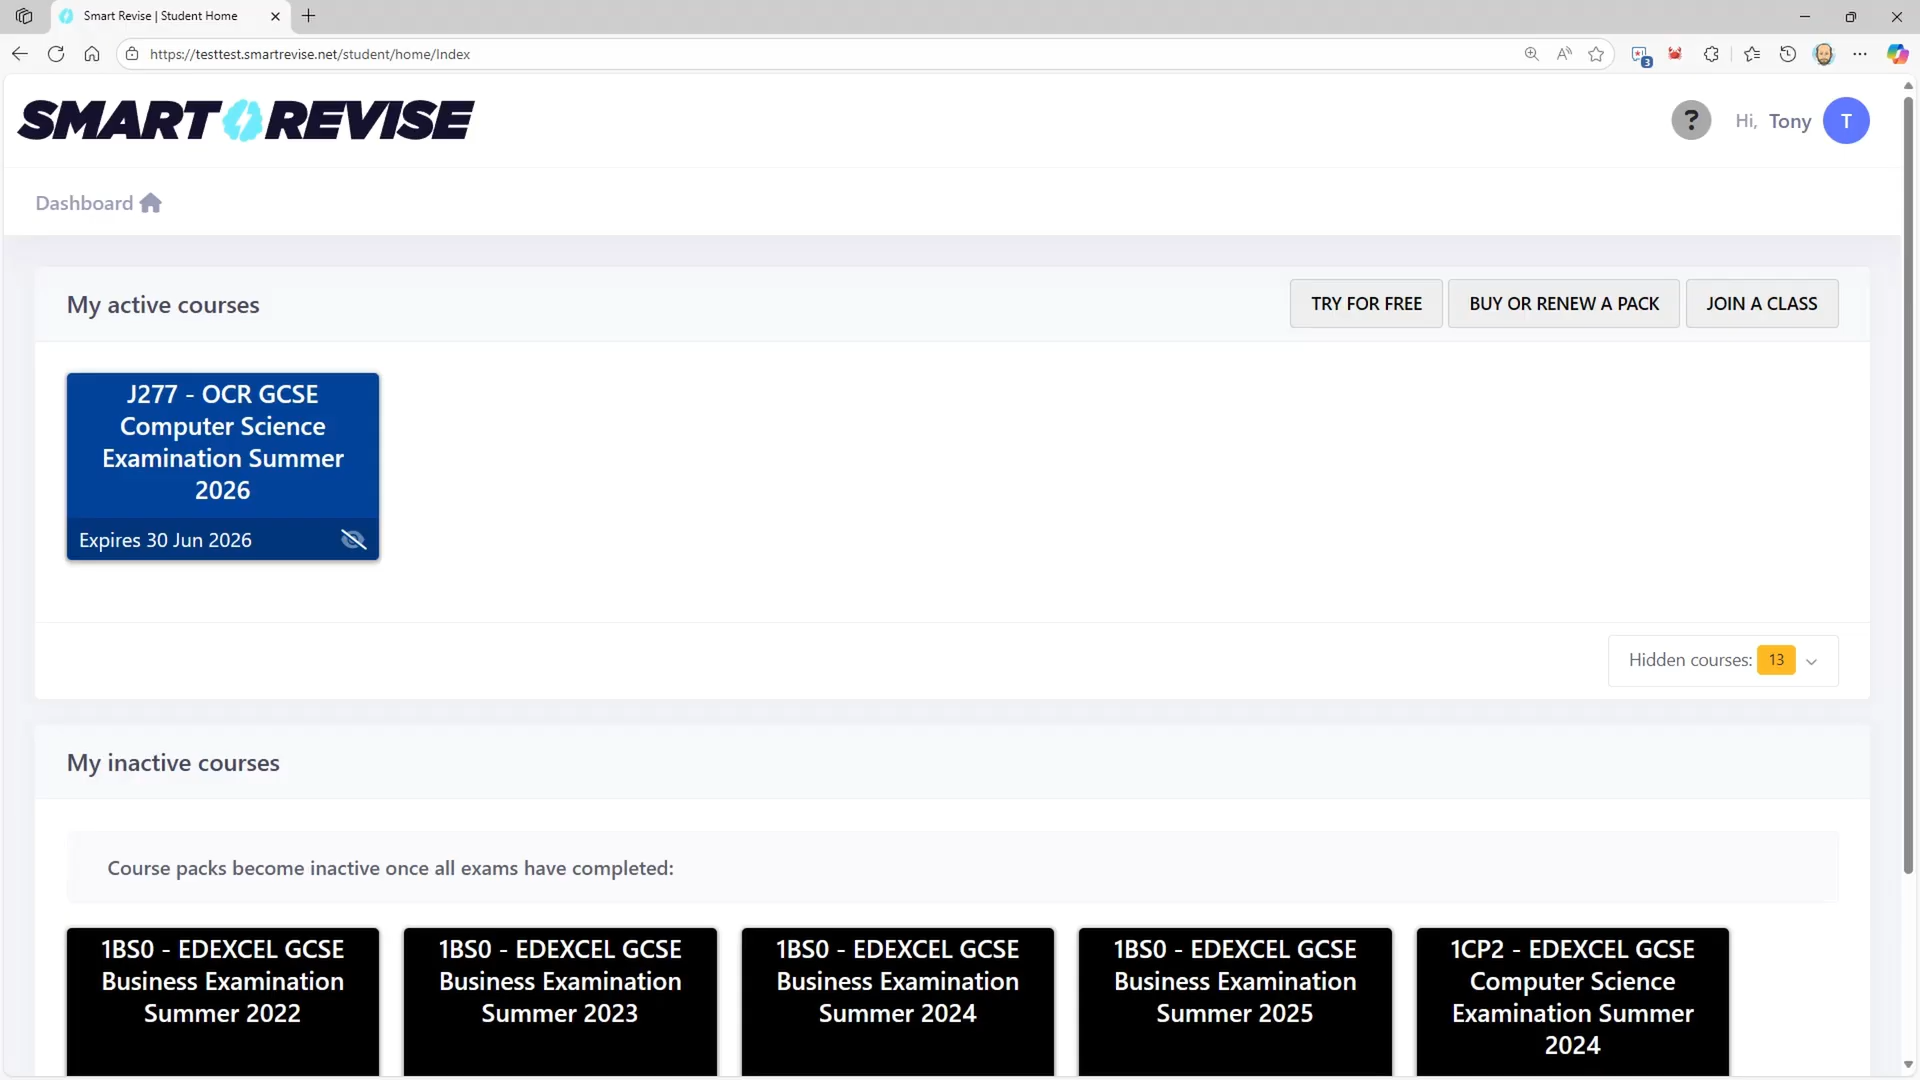 Smart Revise | Student Home
https://testtest.smartrevise.net/student/home/Index
3
SMART REVISE
?
Hi, Tony
T
Dashboard
My active courses
TRY FOR FREE
BUY OR RENEW A PACK
JOIN A CLASS
J277 - OCR GCSE
Computer Science
Examination Summer
2026
Expires 30 Jun 2026
Hidden courses: 13
My inactive courses
Course packs become inactive once all exams have completed:
1BS0 - EDEXCEL GCSE
Business Examination
Summer 2022
1BS0 - EDEXCEL GCSE
Business Examination
Summer 2023
1BS0 - EDEXCEL GCSE
Business Examination
Summer 2024
1BS0 - EDEXCEL GCSE
Business Examination
Summer 2025
1CP2 - EDEXCEL GCSE
Computer Science
Examination Summer
2024